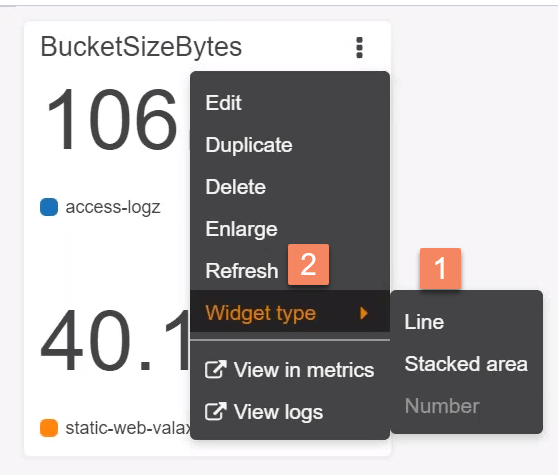 BucketSizeBytes
106.
access-logz
40.1
static-web-valax
Edit
Duplicate
Delete
Enlarge
Refresh
2
Widget type
View in metrics
View logs
1
Line
Stacked area
Number